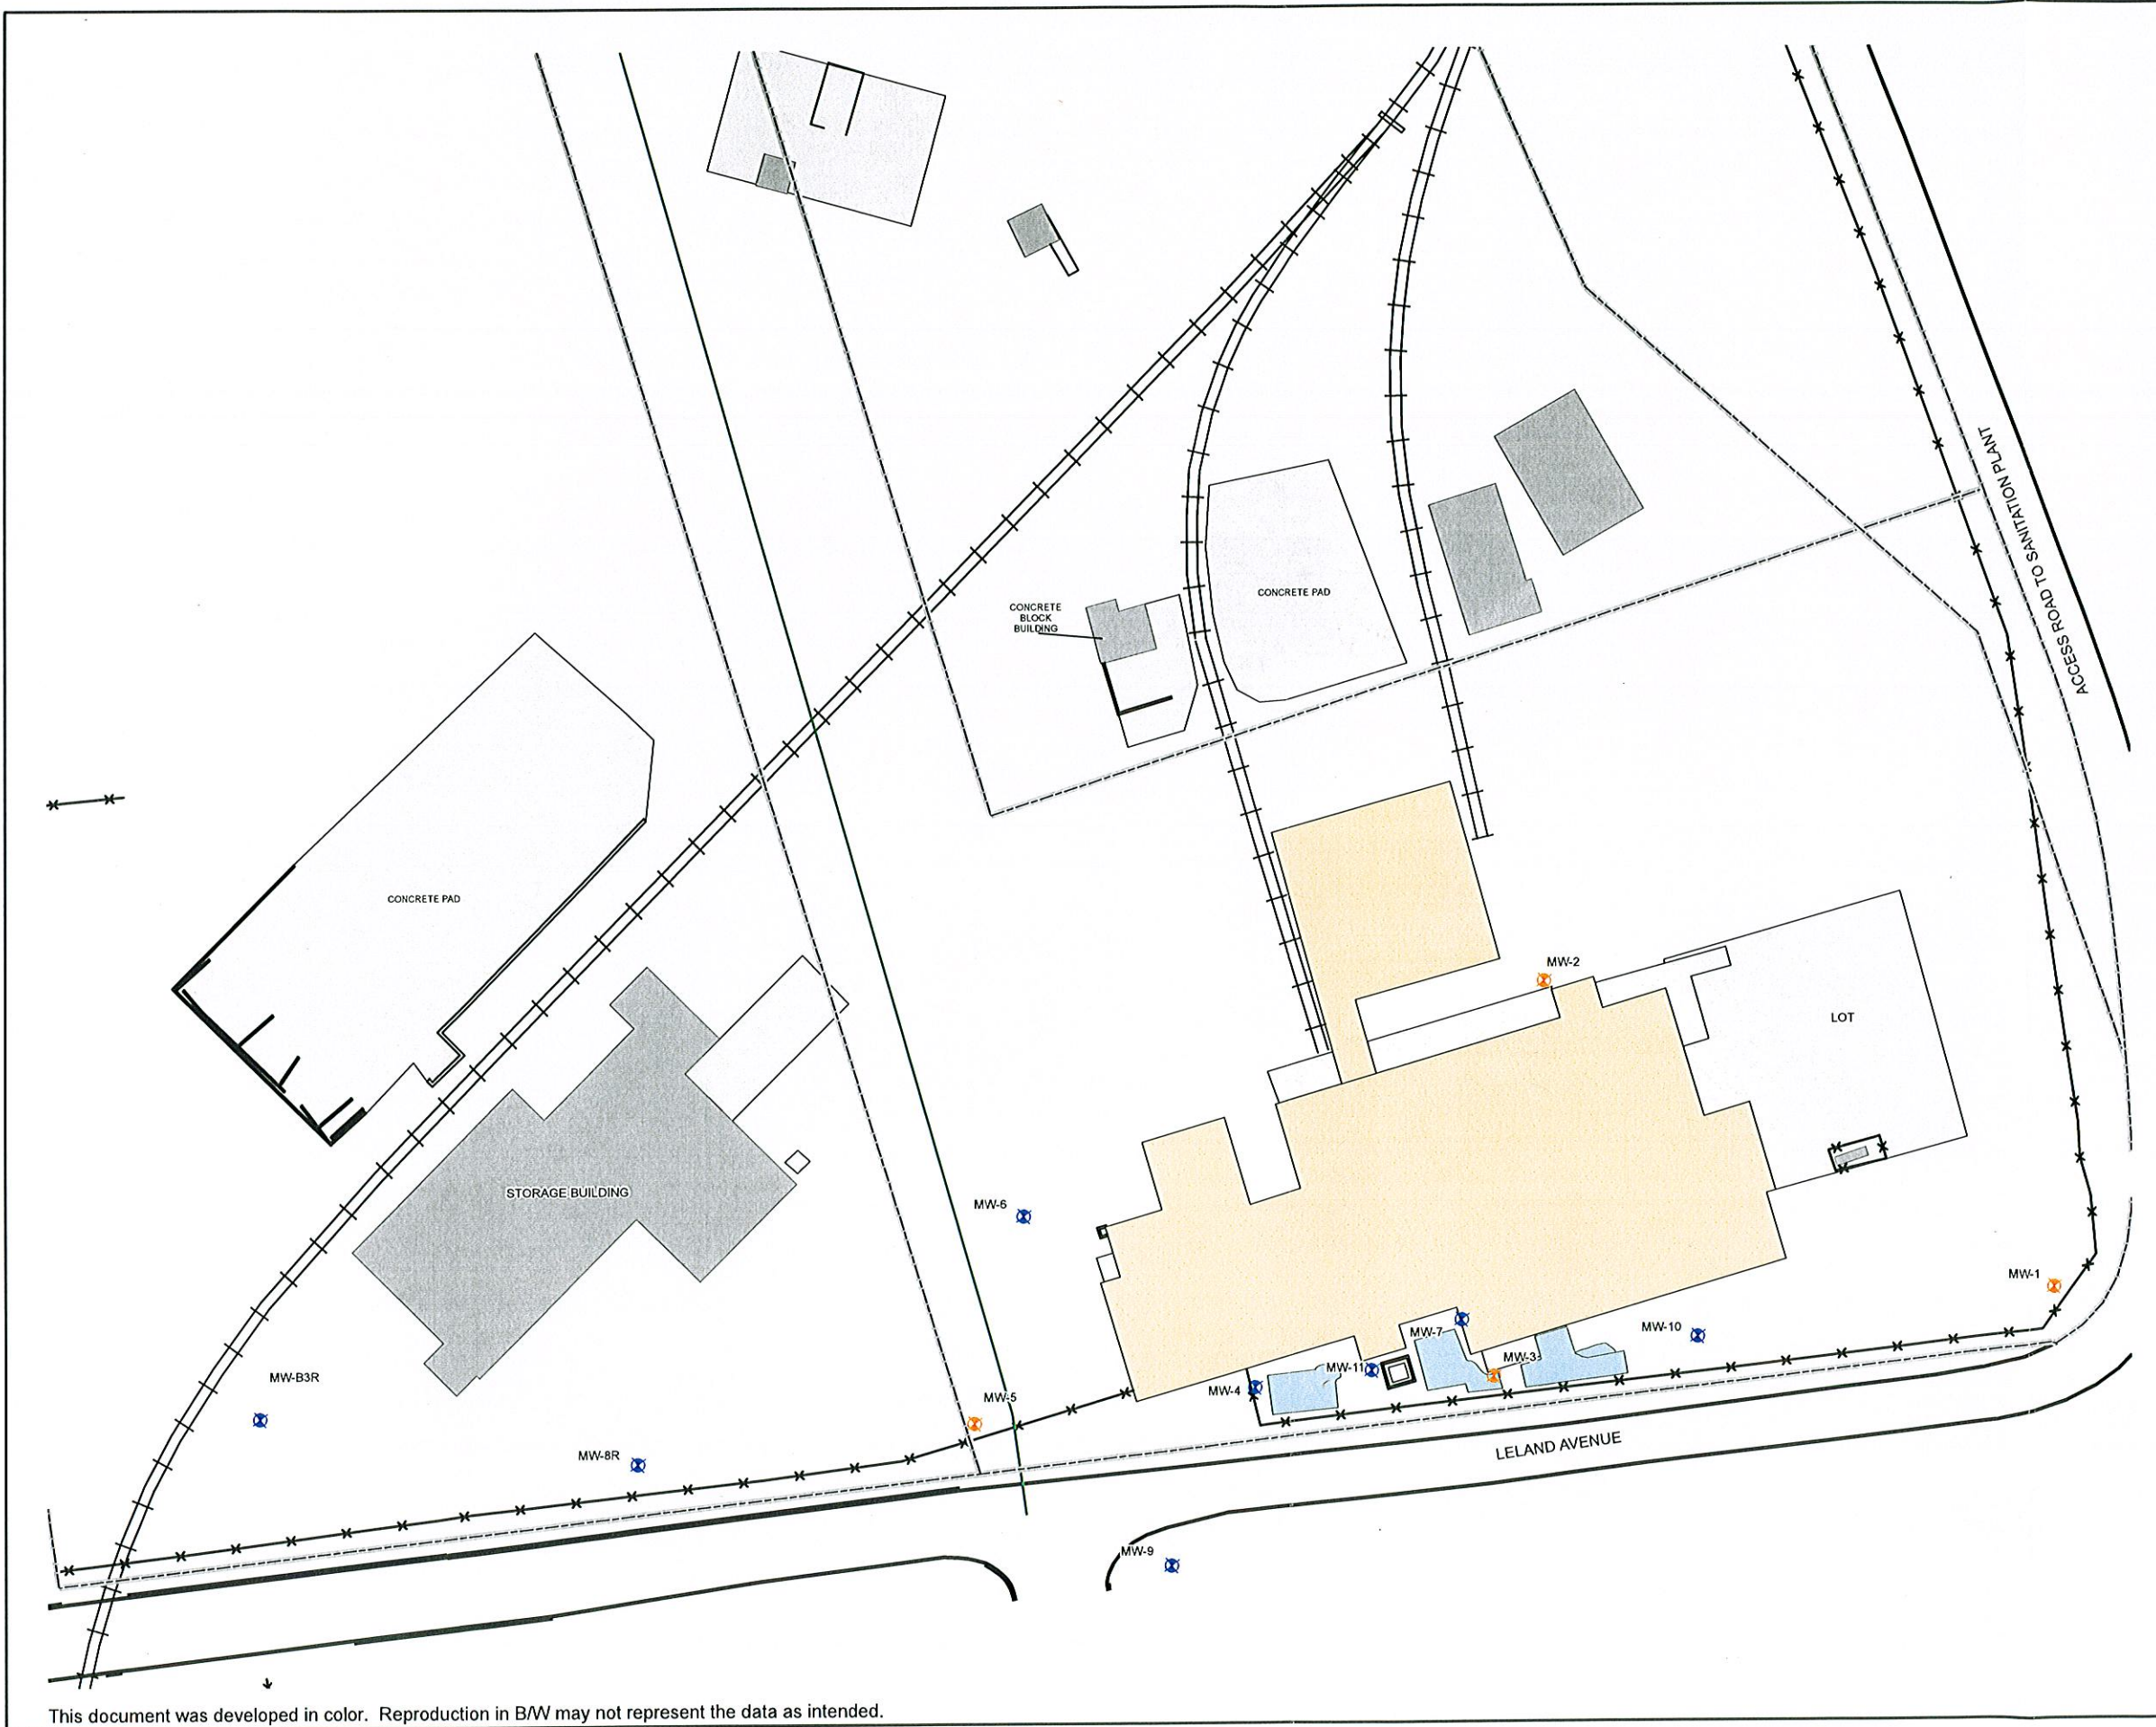 ACCESS ROAD TO SANITATION PLANT
CONCRETE PAD
CONCRETE
BLOCK
BUILDING
CONCRETE PAD
MW-2
LOT
STORAGE BUILDING
MW-6
MW-1
MW-10
MW-7
MW-3
MW-11
MW-4
MW-B3R
MW-5
MW-8R
LELAND AVENUE
MW-9
This document was developed in color. Reproduction in B/W may not represent the data as intended.